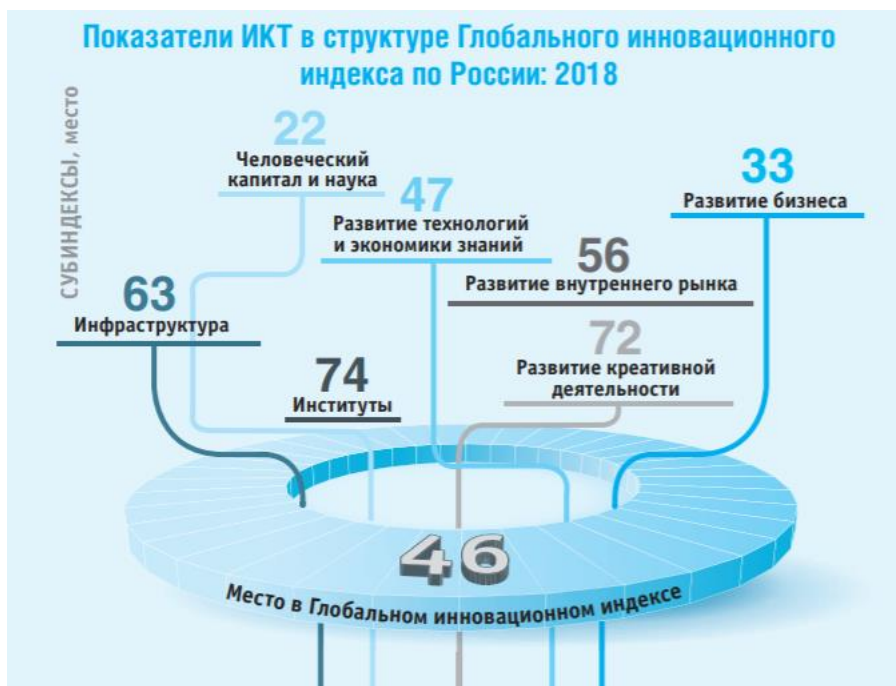 Показатели ИКТ в структуре Глобального инновационного
индекса по России: 2018
СУБИНДЕКСЫ, место
22
Человеческий
капитал и наука
47
Развитие технологий
и экономики знаний
33
Развитие бизнеса
63
Инфраструктура
56
Развитие внутреннего рынка
74
Институты
72
Развитие креативной
деятельности
46
Место в Глобальном инновационном индексе